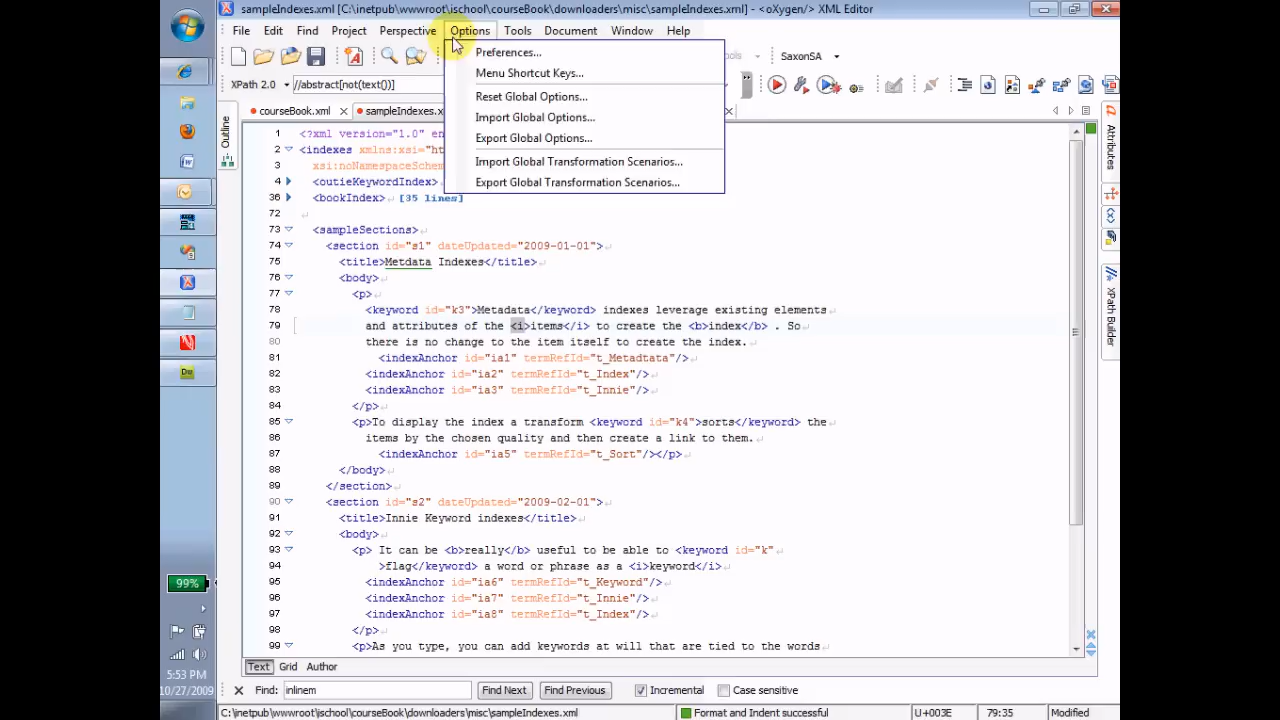 sampleIndexes.xml [C:\inetpub\wwwroot\ischool\courseBook\downloaders\misc\sampleIndexes.xml] - <oXygen/> XML Editor
File Edit Find Project Perspective Options Tools Document Window Help
Preferences...
Menu Shortcut Keys...
Reset Global Options...
Import Global Options...
Export Global Options...
Import Global Transformation Scenarios...
Export Global Transformation Scenarios...
SaxonSA
XPath 2.0 //abstract[not(text()]
courseBook.xml sampleIndexes.x
Outline
Attributes
XPath Builder
1 <?xml version="1.0" en
2 <indexes xmlns:xsi="ht
3 xsi:noNamespaceSchem
4 <outieKeywordIndex>
36 <bookIndex> [35 lines]
72
73 <sampleSections>
74 <section id="s1" dateUpdated="2009-01-01">
75 <title>Metdata Indexes</title>
76 <body>
77 <p>
78 <keyword id="k3">Metadata</keyword> indexes leverage existing elements
79 and attributes of the <i>items</i> to create the <b>index</b> . So
80 there is no change to the item itself to create the index.
81 <indexAnchor id="ia1" termRefId="t_Metadtata"/>
82 <indexAnchor id="ia2" termRefId="t_Index"/>
83 <indexAnchor id="ia3" termRefId="t_Innie"/>
84 </p>
85 <p>To display the index a transform <keyword id="k4">sorts</keyword> the
86 items by the chosen quality and then create a link to them.
87 <indexAnchor id="ia5" termRefId="t_Sort"/></p>
88 </body>
89 </section>
90 <section id="s2" dateUpdated="2009-02-01">
91 <title>Innie Keyword indexes</title>
92 <body>
93 <p> It can be <b>really</b> useful to be able to <keyword id="k"
94 >flag</keyword> a word or phrase as a <i>keyword</i>
95 <indexAnchor id="ia6" termRefId="t_Keyword"/>
96 <indexAnchor id="ia7" termRefId="t_Innie"/>
97 <indexAnchor id="ia8" termRefId="t_Index"/>
98 </p>
99 <p>As you type, you can add keywords at will that are tied to the words
Text Grid Author
Find: inlinem Find Next Find Previous Incremental Case sensitive
C:\inetpub\wwwroot\ischool\courseBook\downloaders\misc\sampleIndexes.xml Format and Indent successful U+003E 79:35 Modified
99%
5:53 PM
10/27/2009